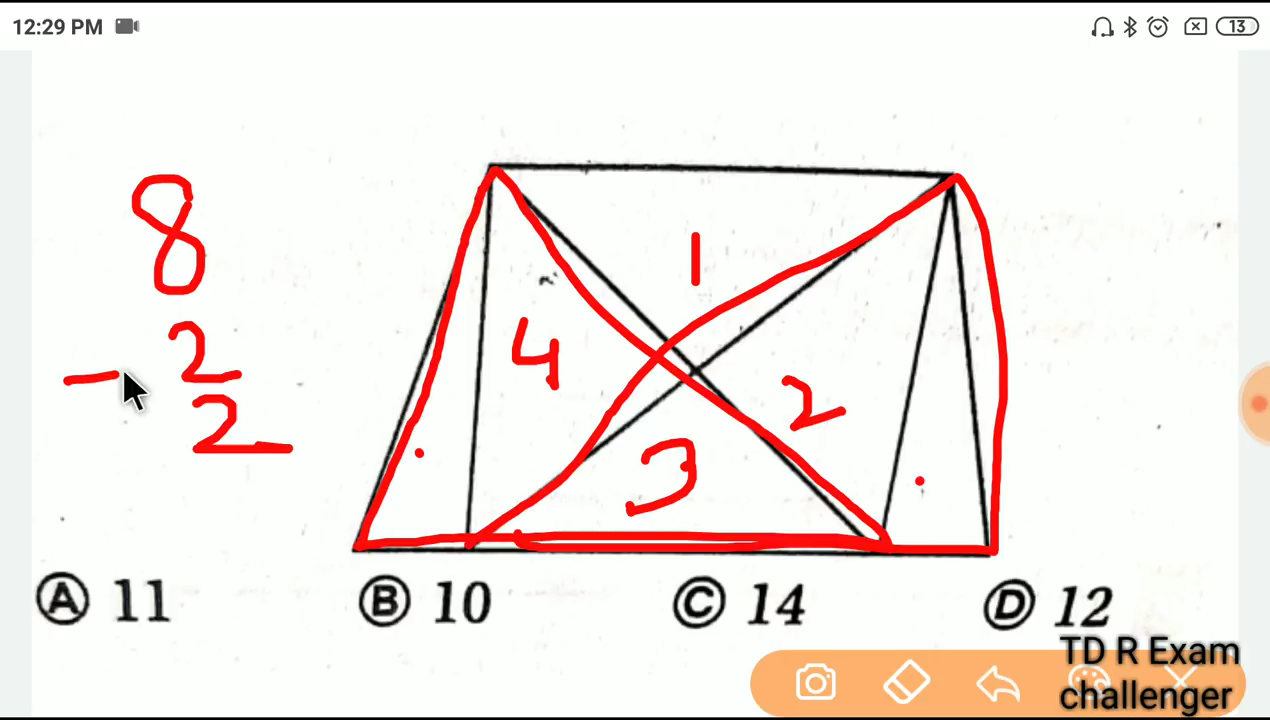 12:29 PM
13
8
1
4
2
- 2
2
3
Ⓐ 11 Ⓑ 10 Ⓒ 14 Ⓓ 12
TD R Exam
challenger